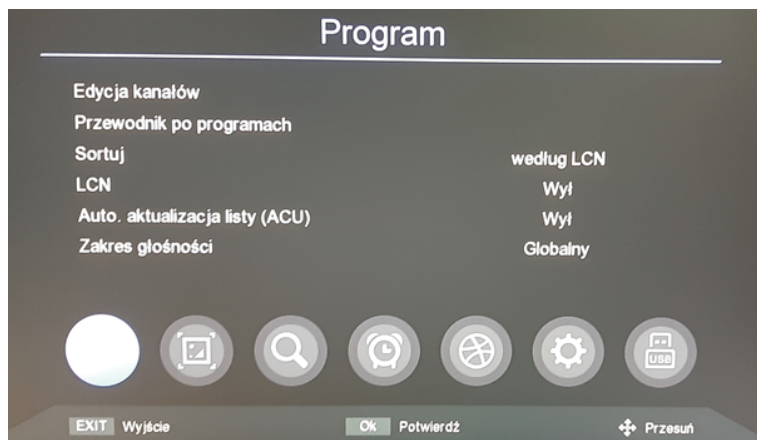 Program
Edycja kanałów
Przewodnik po programach
Sortuj według LCN
LCN Wył
Auto. aktualizacja listy (ACU) Wył
Zakres głośności Globalny
USB
EXIT Wyjście Ok Potwierdź Przesuń